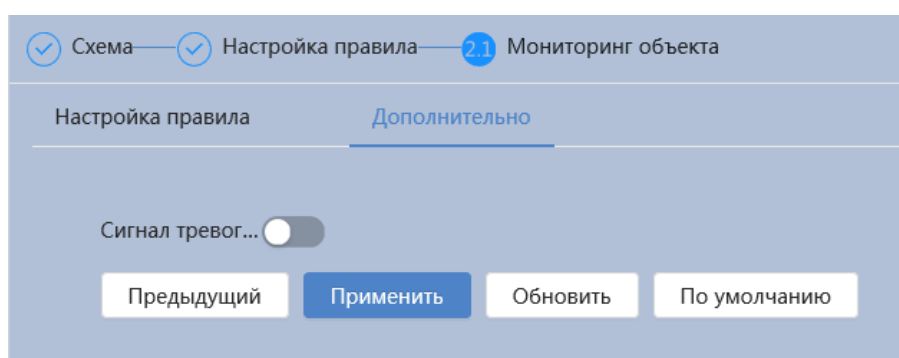 Схема Настройка правила 2.1 Мониторинг объекта
Настройка правила Дополнительно
Сигнал тревог...
Предыдущий Применить Обновить По умолчанию